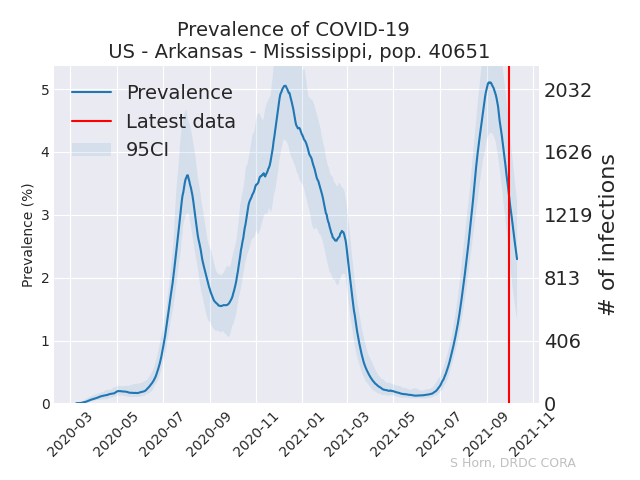 Prevalence of COVID-19
US - Arkansas - Mississippi, pop. 40651
Prevalence
Latest data
95CI
Prevalence (%)
5
4
3
2
1
0
2032
1626
1219
813
406
0
# of infections
2020-03
2020-05
2020-07
2020-09
2020-11
2021-01
2021-03
2021-05
2021-07
2021-09
2021-11
S Horn, DRDC CORA